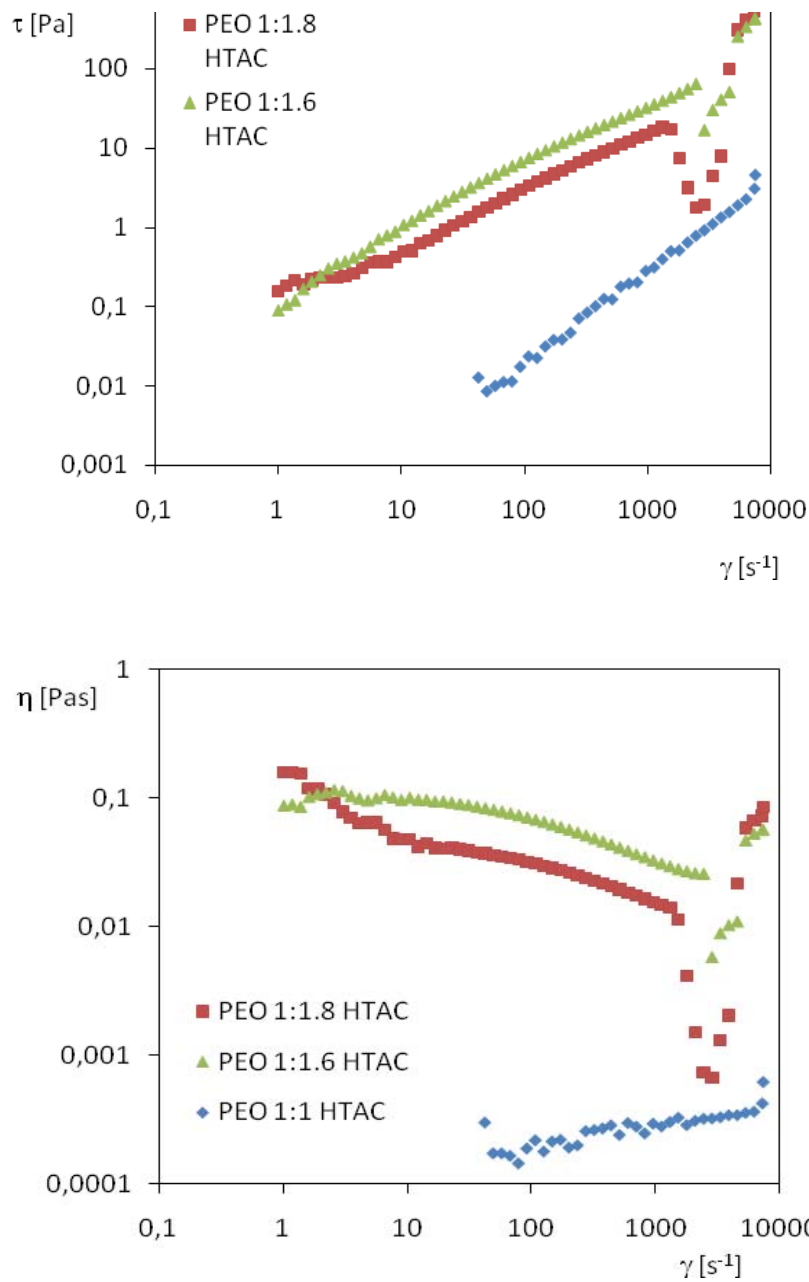 τ [Pa]
PEO 1:1.8
HTAC
PEO 1:1.6
HTAC
100
10
1
0,1
0,01
0,001
0,1 1 10 100 1000 10000
γ [s-1]
η [Pas]
1
0,1
0,01
0,001
0,0001
PEO 1:1.8 HTAC
PEO 1:1.6 HTAC
PEO 1:1 HTAC
0,1 1 10 100 1000 10000
γ [s-1]